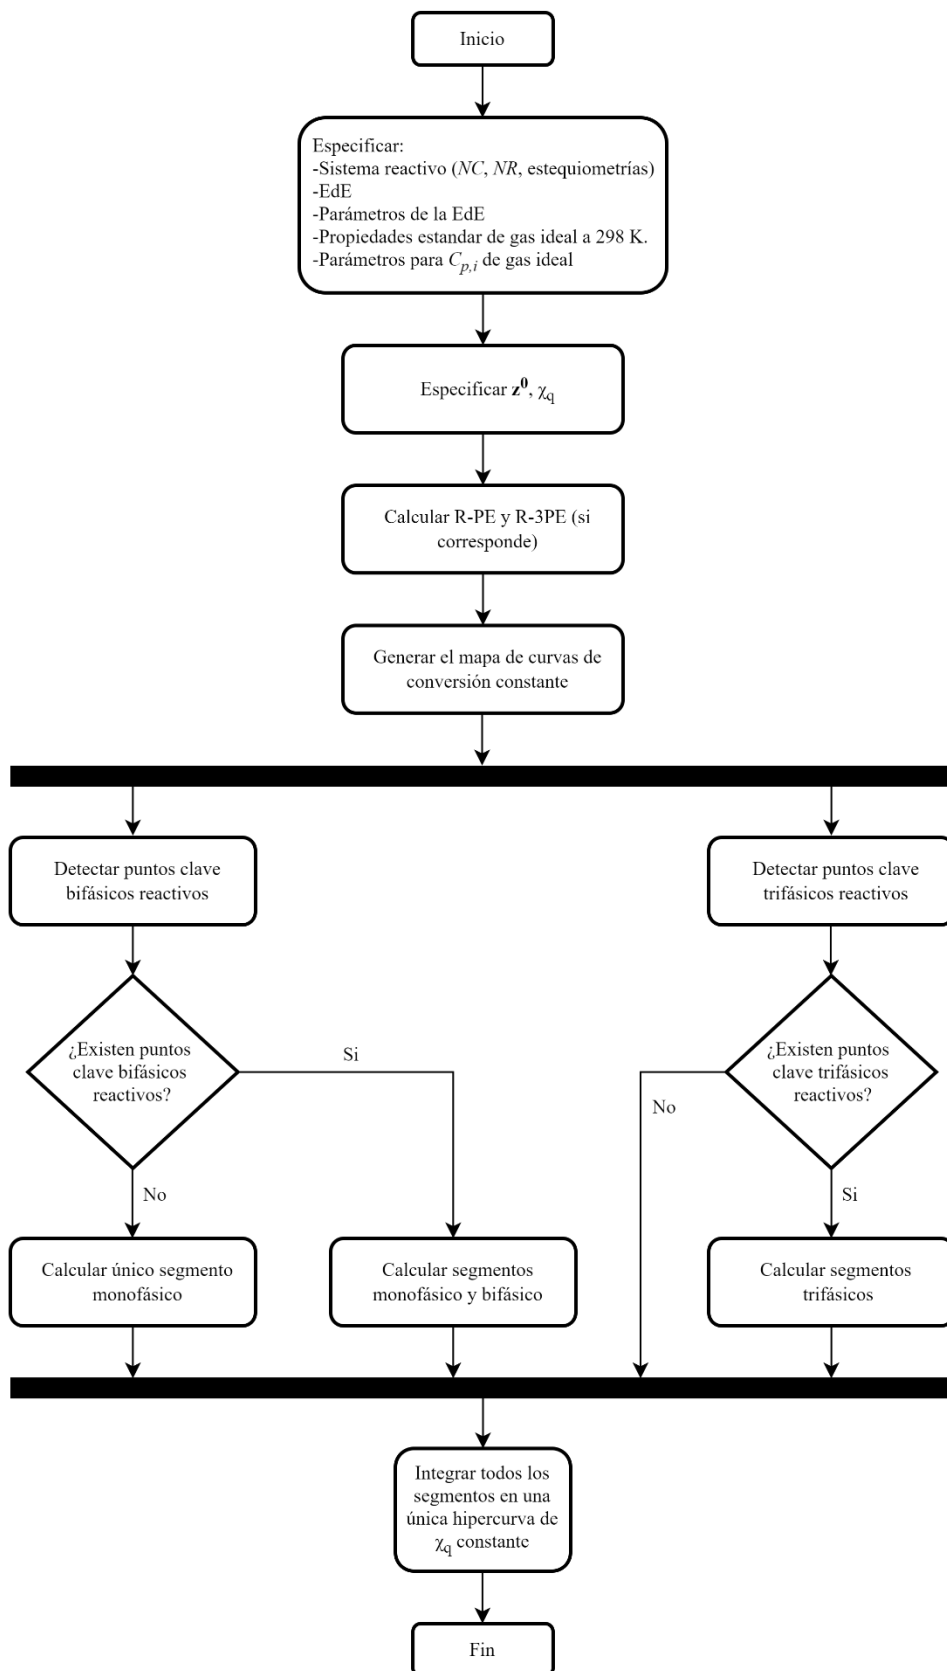 Inicio
Especificar:
-Sistema reactivo (NC, NR, estequiometrías)
-EdE
-Parámetros de la EdE
-Propiedades estandar de gas ideal a 298 K.
-Parámetros para Cp,i de gas ideal
Especificar z⁰, χq
Calcular R-PE y R-3PE (si
corresponde)
Generar el mapa de curvas de
conversión constante
Detectar puntos clave
bifásicos reactivos
Detectar puntos clave
trifásicos reactivos
¿Existen puntos
clave bifásicos
reactivos?
Si
¿Existen puntos
clave trifásicos
reactivos?
No
No
Si
Calcular único segmento
monofásico
Calcular segmentos
monofásico y bifásico
Calcular segmentos
trifásicos
Integrar todos los
segmentos en una
única hipercurva de
χq constante
Fin